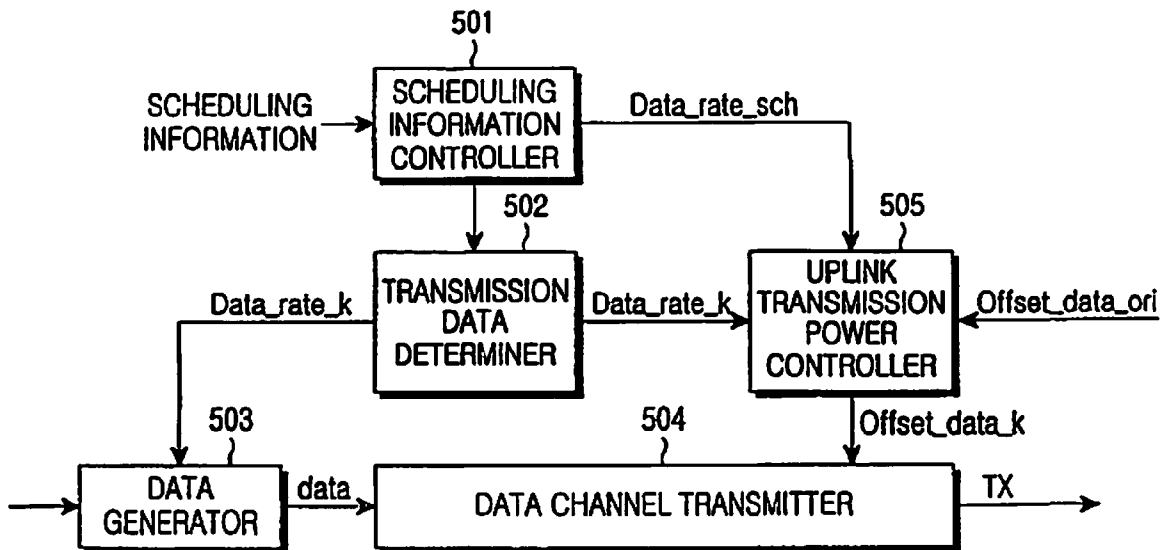 501
SCHEDULING
INFORMATION
SCHEDULING
INFORMATION
CONTROLLER
Data_rate_sch
502
505
Data_rate_k
TRANSMISSION
DATA
DETERMINER
Data_rate_k
UPLINK
TRANSMISSION
POWER
CONTROLLER
Offset_data_ori
503
504
Offset_data_k
DATA
GENERATOR
data
DATA CHANNEL TRANSMITTER
TX